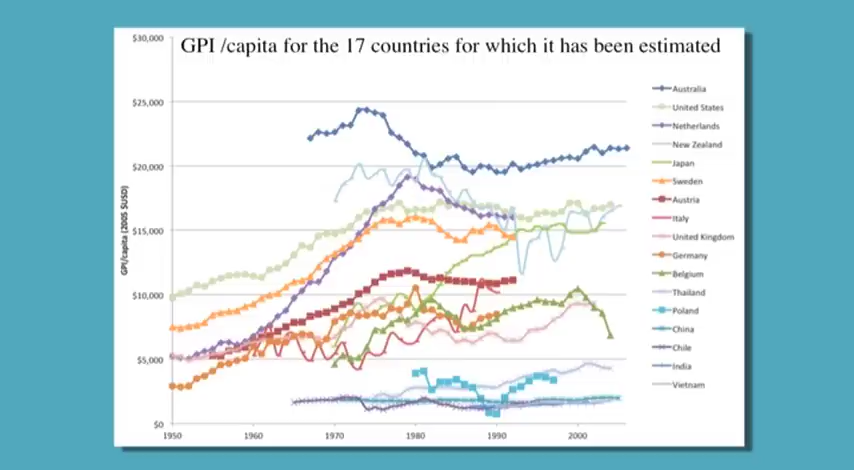 GPI /capita for the 17 countries for which it has been estimated
$30,000
$25,000
$20,000
$15,000
$10,000
$5,000
$0
GPI/capita (2005 $USD)
1950
1960
1970
1980
1990
2000
Australia
United States
Netherlands
New Zealand
Japan
Sweden
Austria
Italy
United Kingdom
Germany
Belgium
Thailand
Poland
China
Chile
India
Vietnam